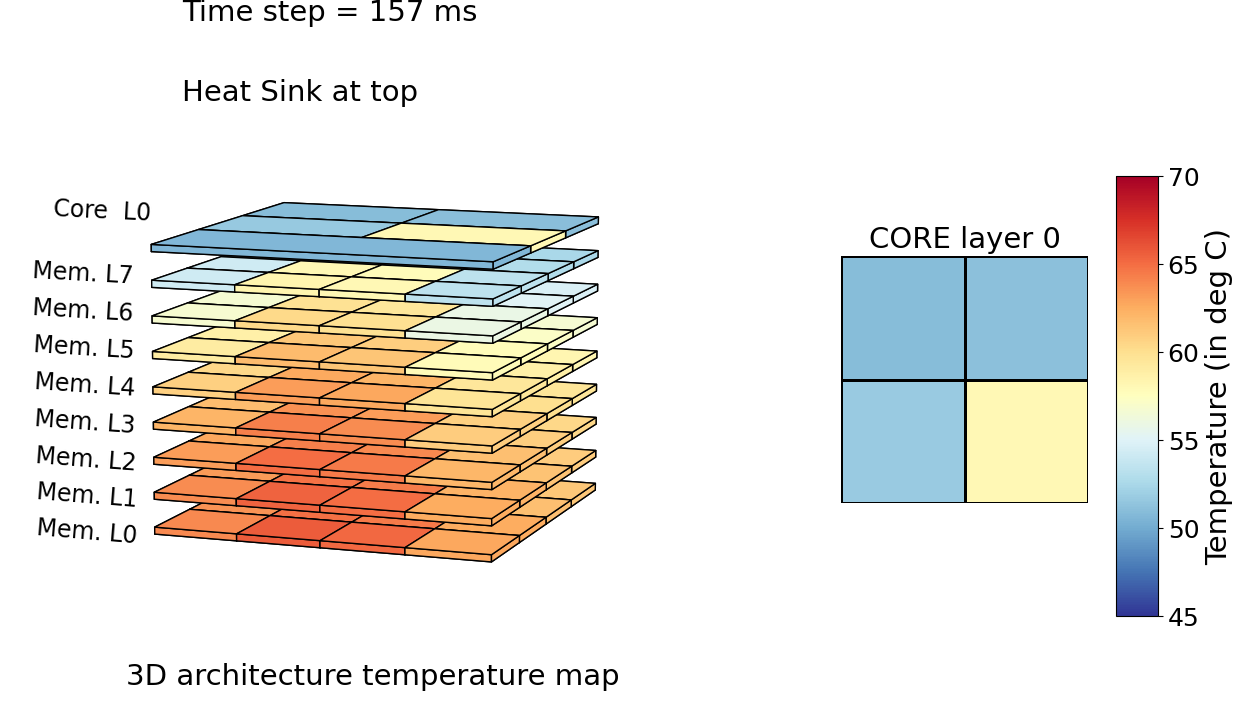 Time step = 157 ms
Heat Sink at top
Core  L0
Mem. L7
Mem. L6
Mem. L5
Mem. L4
Mem. L3
Mem. L2
Mem. L1
Mem. L0
3D architecture temperature map
CORE layer 0
70
65
60
55
50
45
Temperature (in deg C)